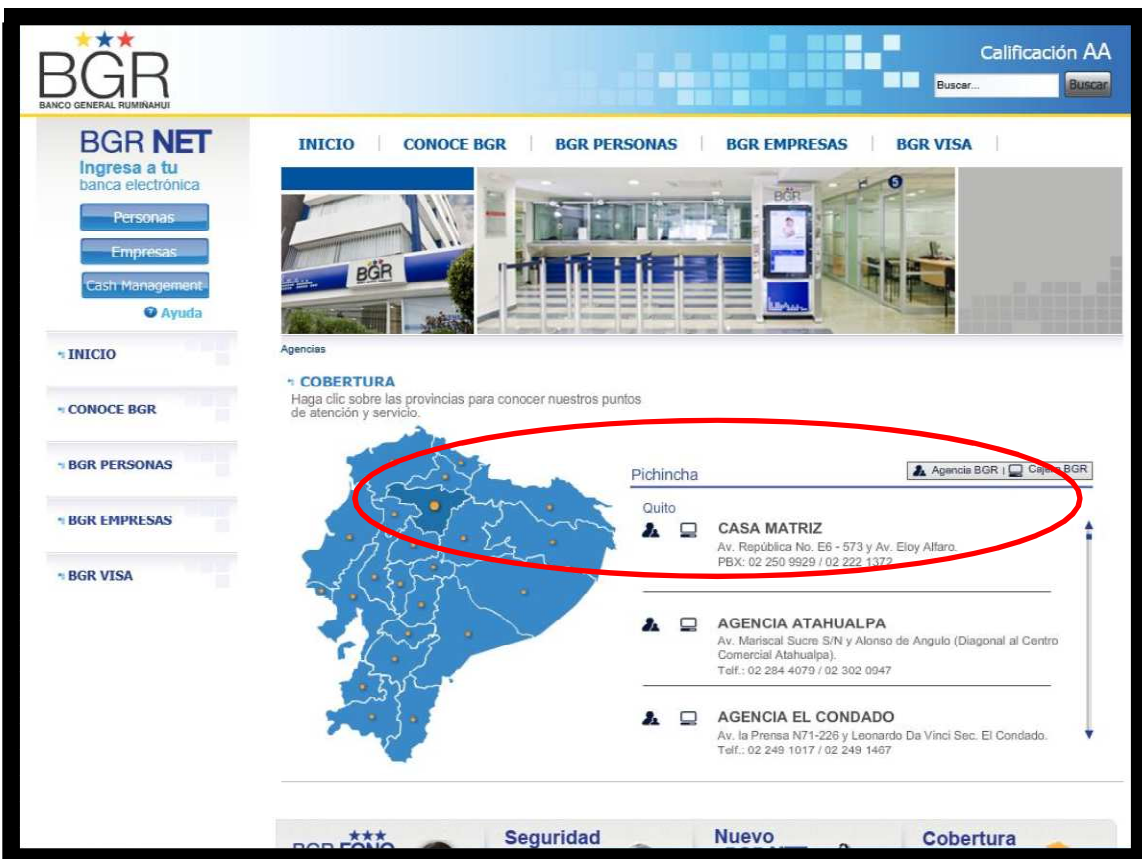 BGR
BANCO GENERAL RUMIÑAHUI
Calificación AA
Buscar...
Buscar
BGR NET
Ingresa a tu
banca electrónica
Personas
Empresas
Cash Management
? Ayuda
INICIO
CONOCE BGR
BGR PERSONAS
BGR EMPRESAS
BGR VISA
INICIO | CONOCE BGR | BGR PERSONAS | BGR EMPRESAS | BGR VISA |
BGR
BGR
5
Agencias
COBERTURA
Haga clic sobre las provincias para conocer nuestros puntos
de atención y servicio.
Pichincha
Agencia BGR | Cajero BGR
Quito
CASA MATRIZ
Av. República No. E6 - 573 y Av. Eloy Alfaro.
PBX: 02 250 9929 / 02 222 1372
AGENCIA ATAHUALPA
Av. Mariscal Sucre S/N y Alonso de Angulo (Diagonal al Centro
Comercial Atahualpa).
Telf.: 02 284 4079 / 02 302 0947
AGENCIA EL CONDADO
Av. la Prensa N71-226 y Leonardo Da Vinci Sec. El Condado.
Telf.: 02 249 1017 / 02 249 1467
BGR FONO
Seguridad
Nuevo
Cobertura